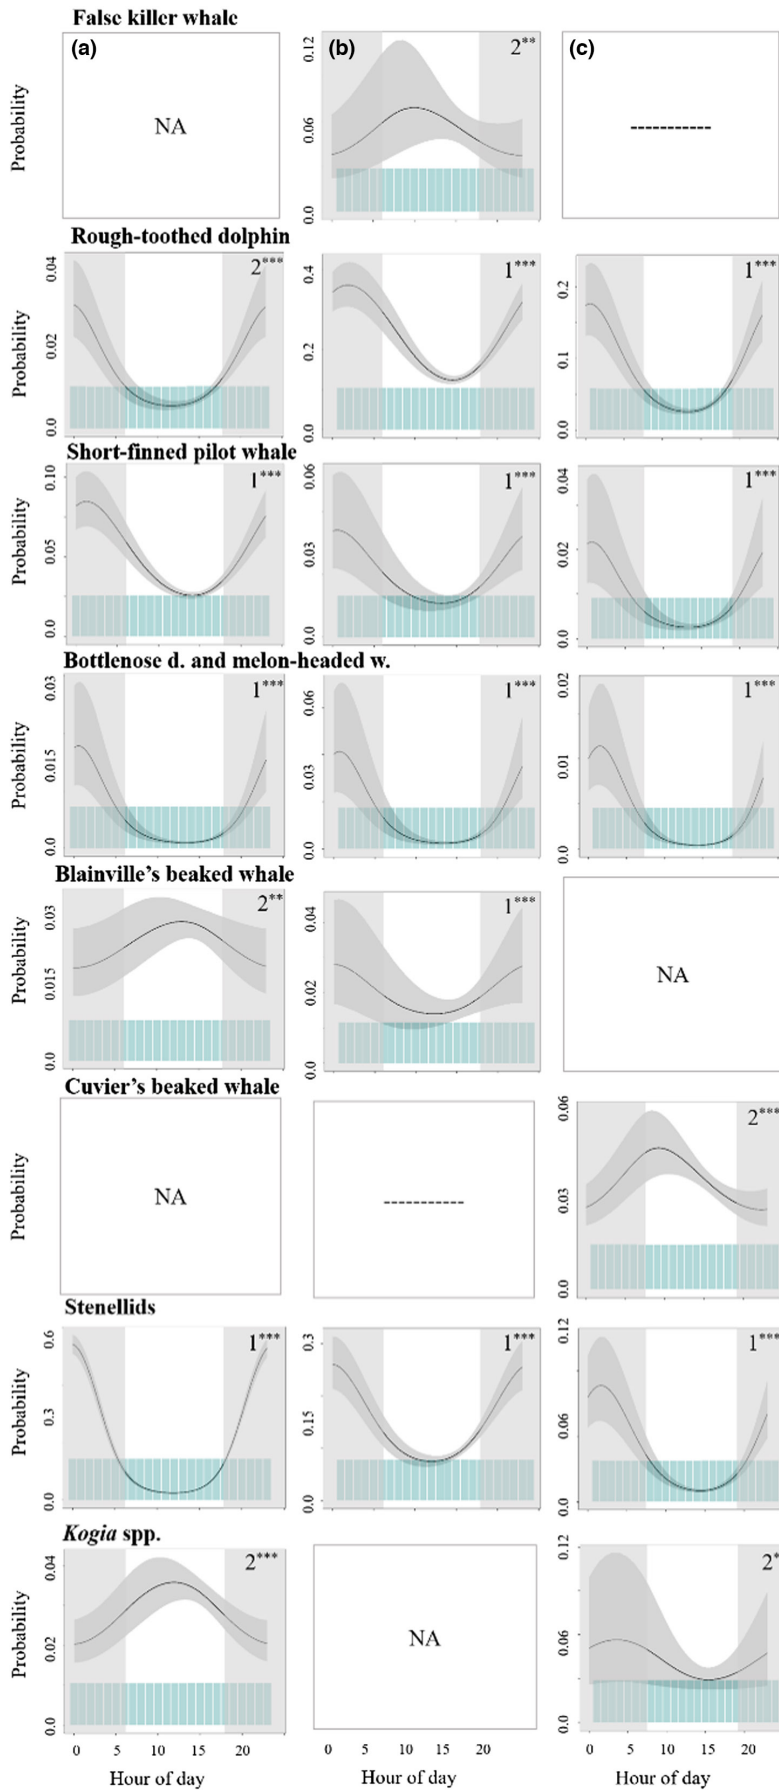 False killer whale
(a) (b) (c)
Probability
NA
0.12
0.06
0.0
2**
-----------
Rough-toothed dolphin
Probability
0.04
0.02
0.0
2***
0.4
0.2
0.0
1***
0.2
0.1
0.0
1***
Short-finned pilot whale
Probability
0.10
0.05
0.0
1***
0.06
0.03
0.0
1***
0.04
0.02
0.0
1***
Bottlenose d. and melon-headed w.
Probability
0.03
0.015
0.0
1***
0.06
0.03
0.0
1***
0.02
0.01
0.0
1***
Blainville's beaked whale
Probability
0.03
0.015
0.0
2**
0.04
0.02
0.0
1***
NA
Cuvier's beaked whale
Probability
NA
-----------
0.06
0.03
0.0
2***
Stenellids
Probability
0.6
0.3
0.0
1***
0.3
0.15
0.0
1***
0.12
0.06
0.0
1***
Kogia spp.
Probability
0.04
0.02
0.0
2***
NA
0.12
0.06
0.0
2*
0 5 10 15 20
0 5 10 15 20
0 5 10 15 20
Hour of day
Hour of day
Hour of day